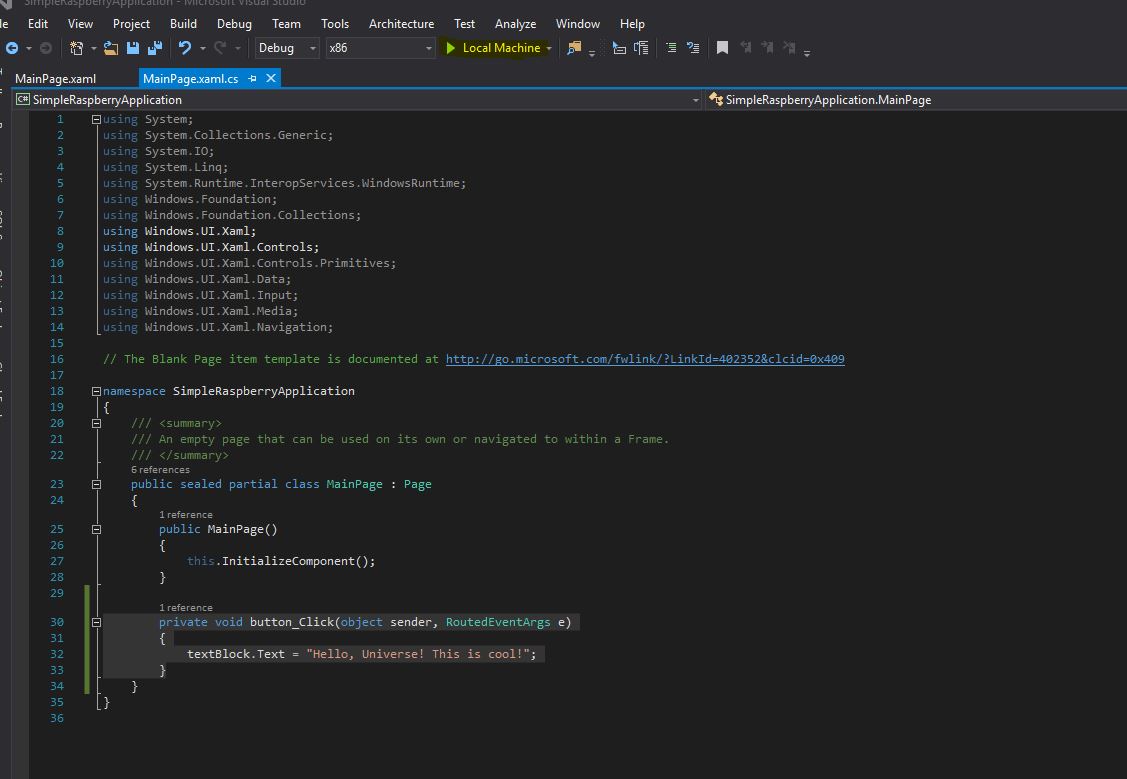 SimpleRaspberryApplication - Microsoft Visual Studio
Edit View Project Build Debug Team Tools Architecture Test Analyze Window Help
Debug x86 Local Machine
MainPage.xaml MainPage.xaml.cs
C# SimpleRaspberryApplication SimpleRaspberryApplication.MainPage
1 using System;
2 using System.Collections.Generic;
3 using System.IO;
4 using System.Linq;
5 using System.Runtime.InteropServices.WindowsRuntime;
6 using Windows.Foundation;
7 using Windows.Foundation.Collections;
8 using Windows.UI.Xaml;
9 using Windows.UI.Xaml.Controls;
10 using Windows.UI.Xaml.Controls.Primitives;
11 using Windows.UI.Xaml.Data;
12 using Windows.UI.Xaml.Input;
13 using Windows.UI.Xaml.Media;
14 using Windows.UI.Xaml.Navigation;
15
16 // The Blank Page item template is documented at http://go.microsoft.com/fwlink/?LinkId=402352&clcid=0x409
17
18 namespace SimpleRaspberryApplication
19 {
20 /// <summary>
21 /// An empty page that can be used on its own or navigated to within a Frame.
22 /// </summary>
6 references
23 public sealed partial class MainPage : Page
24 {
1 reference
25 public MainPage()
26 {
27 this.InitializeComponent();
28 }
29
1 reference
30 private void button_Click(object sender, RoutedEventArgs e)
31 {
32 textBlock.Text = "Hello, Universe! This is cool!";
33 }
34 }
35 }
36